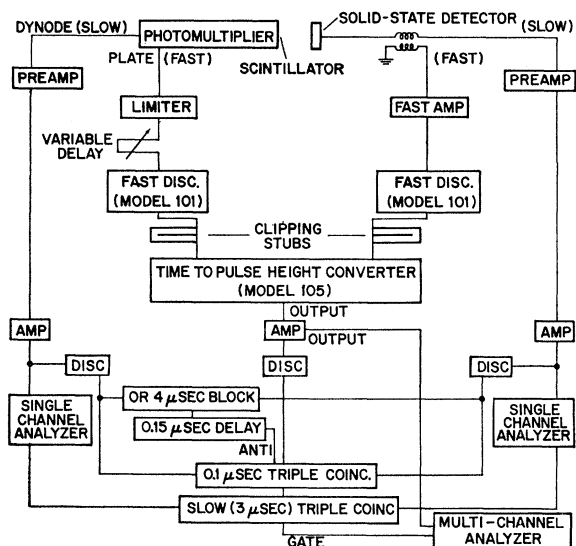 DYNODE (SLOW)
PHOTOMULTIPLIER
SOLID-STATE DETECTOR
(SLOW)
PLATE (FAST)
SCINTILLATOR
PREAMP
PREAMP
LIMITER
FAST AMP
VARIABLE
DELAY
FAST DISC.
(MODEL 101)
FAST DISC.
(MODEL 101)
CLIPPING
STUBS
TIME TO PULSE HEIGHT CONVERTER
(MODEL 105)
OUTPUT
AMP
AMP
OUTPUT
AMP
DISC
DISC
DISC
OR 4 μSEC BLOCK
SINGLE
CHANNEL
ANALYZER
0.15 μSEC DELAY
SINGLE
CHANNEL
ANALYZER
ANTI
0.1 μSEC TRIPLE COINC.
SLOW (3 μSEC) TRIPLE COINC
GATE
MULTI-CHANNEL
ANALYZER